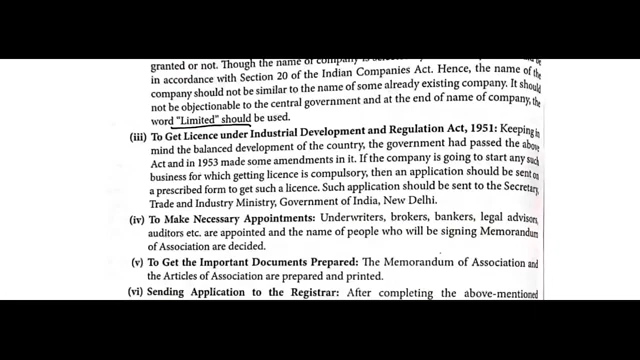 granted or not. Though the name of company is
in accordance with Section 20 of the Indian Companies Act. Hence, the name of the
company should not be similar to the name of some already existing company. It should
not be objectionable to the central government and at the end of name of company, the
word "Limited" should be used.
(iii) To Get Licence under Industrial Development and Regulation Act, 1951: Keeping in
mind the balanced development of the country, the government had passed the above
Act and in 1953 made some amendments in it. If the company is going to start any such
business for which getting licence is compulsory, then an application should be sent on
a prescribed form to get such a licence. Such application should be sent to the Secretary,
Trade and Industry Ministry, Government of India, New Delhi.
(iv) To Make Necessary Appointments: Underwriters, brokers, bankers, legal advisors,
auditors etc. are appointed and the name of people who will be signing Memorandum
of Association are decided.
(v) To Get the Important Documents Prepared: The Memorandum of Association and
the Articles of Association are prepared and printed.
(vi) Sending Application to the Registrar: After completing the above-mentioned